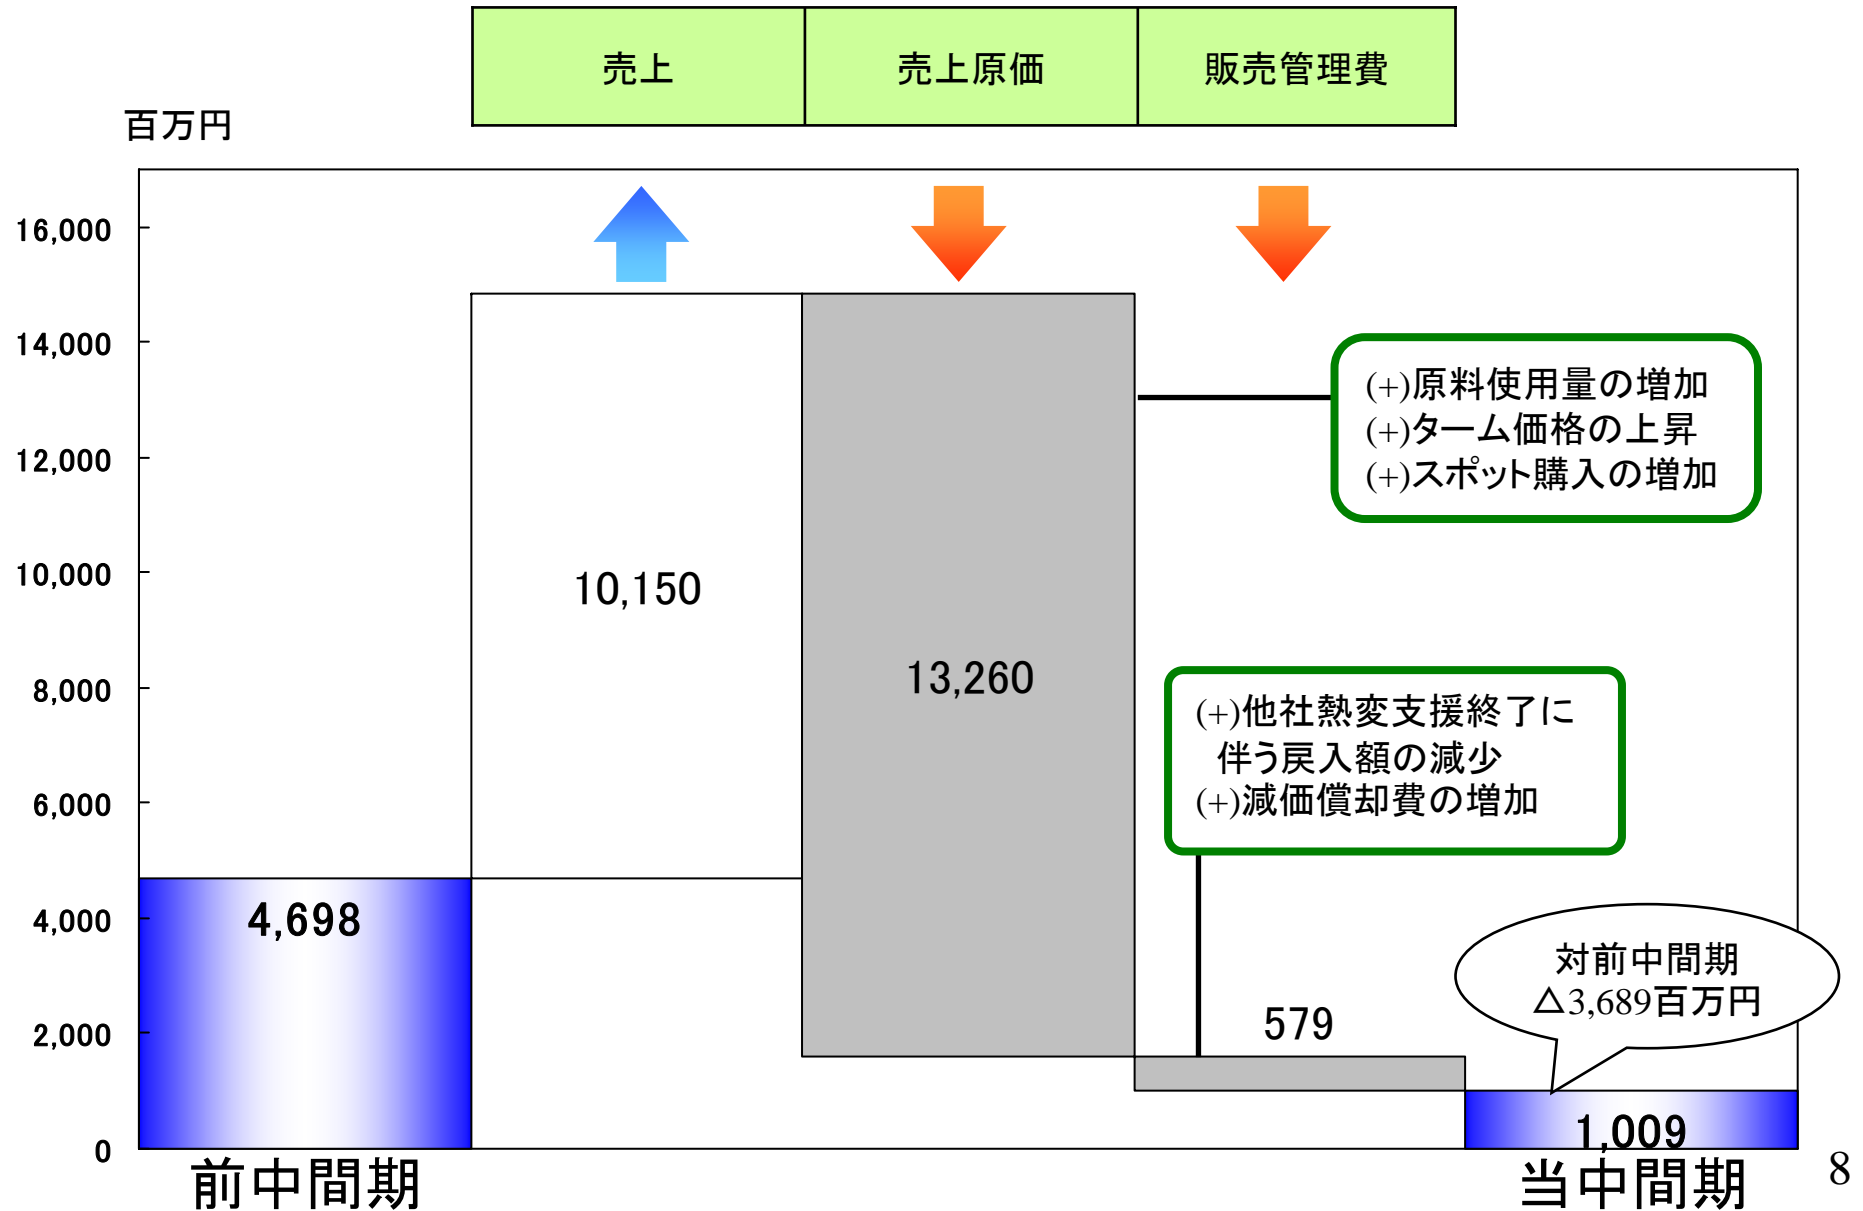 売上 売上原価 販売管理費
百万円
16,000
14,000
12,000
10,000
8,000
6,000
4,000
2,000
0
(+)原料使用量の増加
(+)ターム価格の上昇
(+)スポット購入の増加
10,150
13,260
(+)他社熱変支援終了に
伴う戻入額の減少
(+)減価償却費の増加
4,698
579
対前中間期
△3,689百万円
1,009
前中間期 当中間期
8